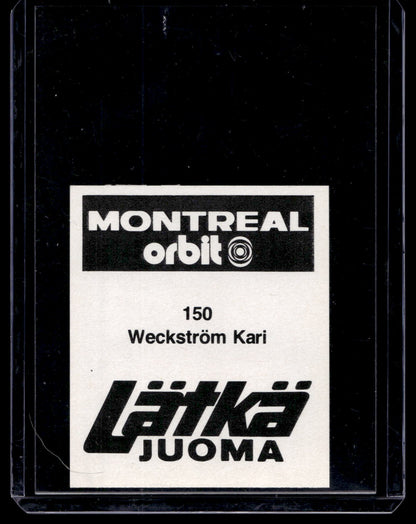 MONTREAL
orbit
150
Weckström Kari
Lätkä
JUOMA